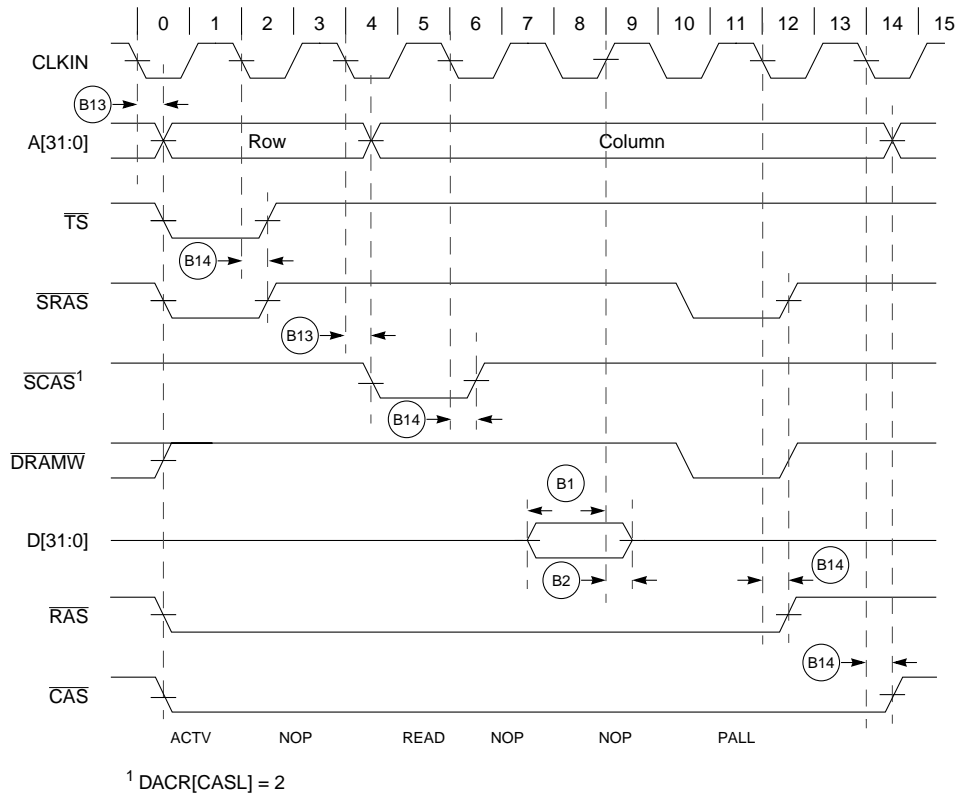 0 1 2 3 4 5 6 7 8 9 10 11 12 13 14 15
CLKIN
B13
A[31:0] Row Column
TS
B14
SRAS
B13
SCAS¹
B14
DRAMW
B1
D[31:0]
B2 B14
RAS
B14
CAS
ACTV NOP READ NOP NOP PALL
¹ DACR[CASL] = 2